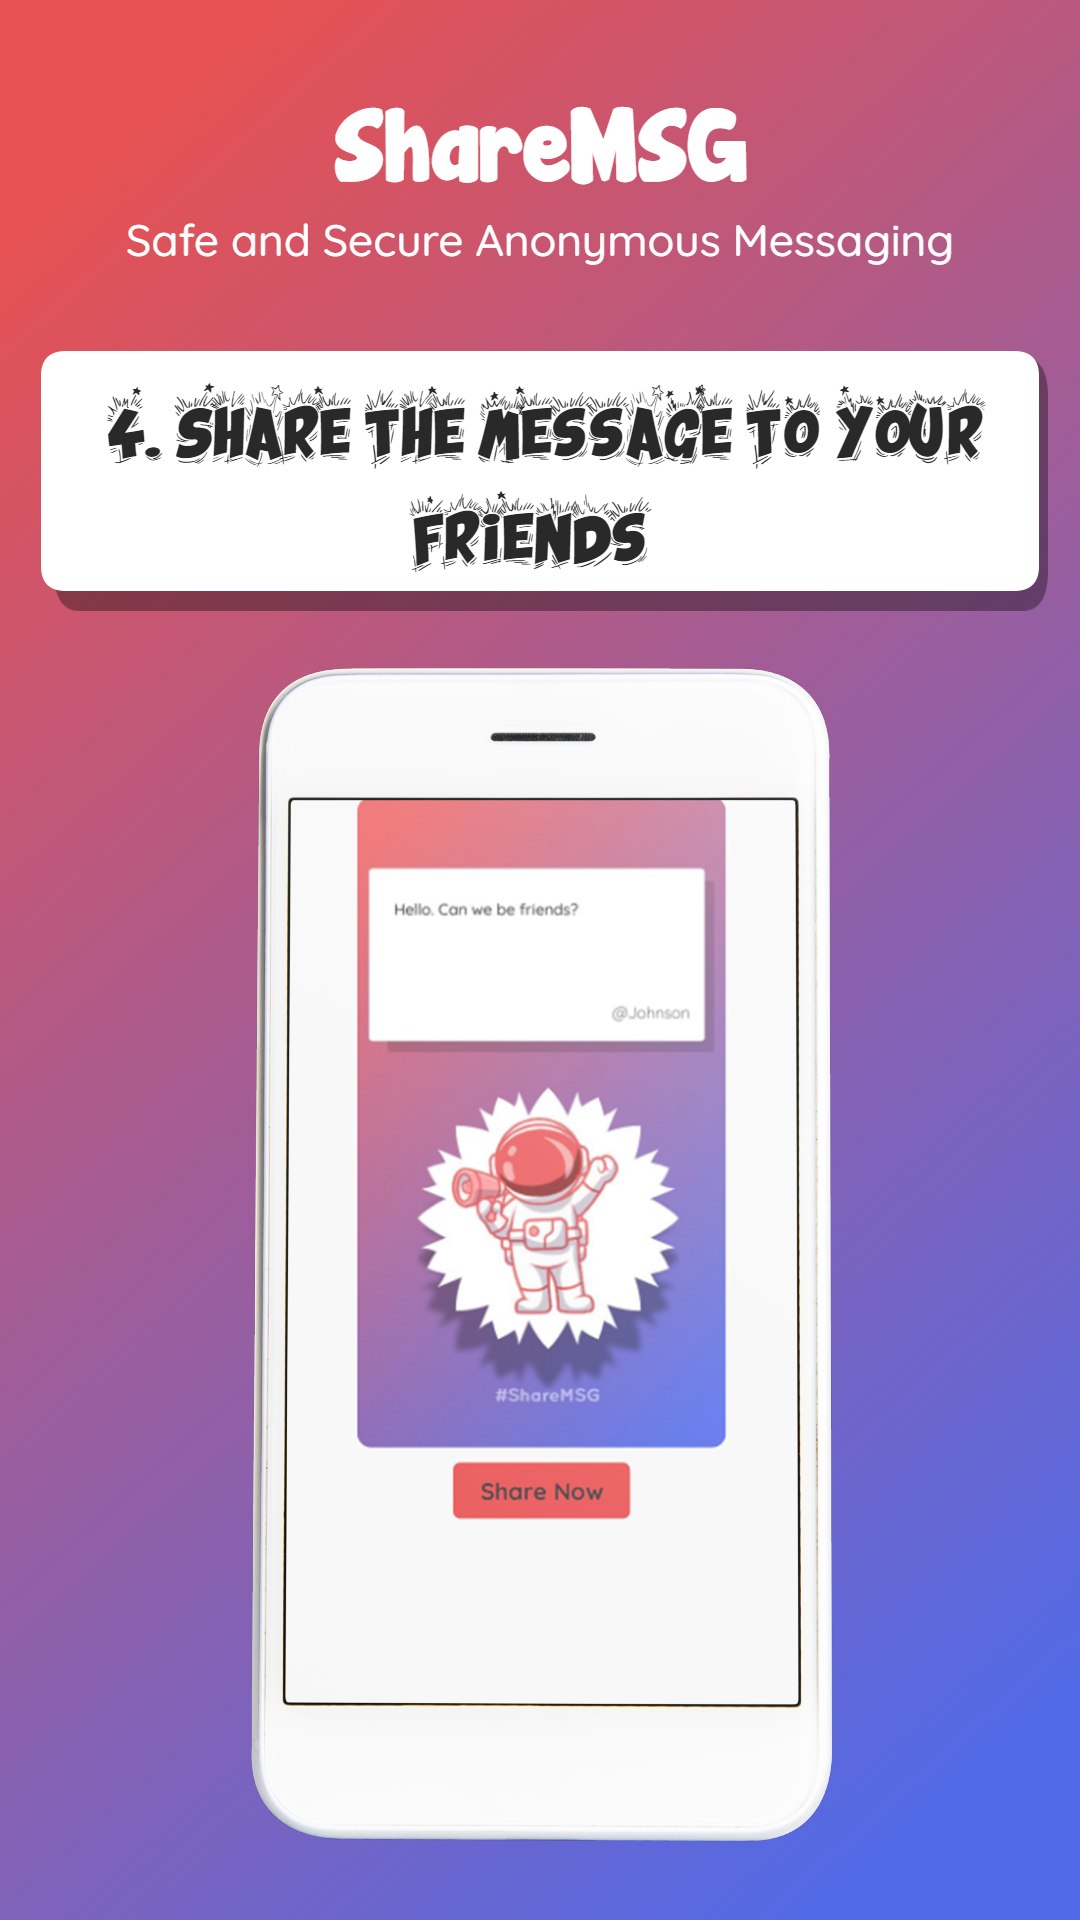 ShareMSG
Safe and Secure Anonymous Messaging
4. SHARE THE MESSAGE TO YOUR
FRiENDS
Hello. Can we be friends?
@Johnson
#ShareMSG
Share Now